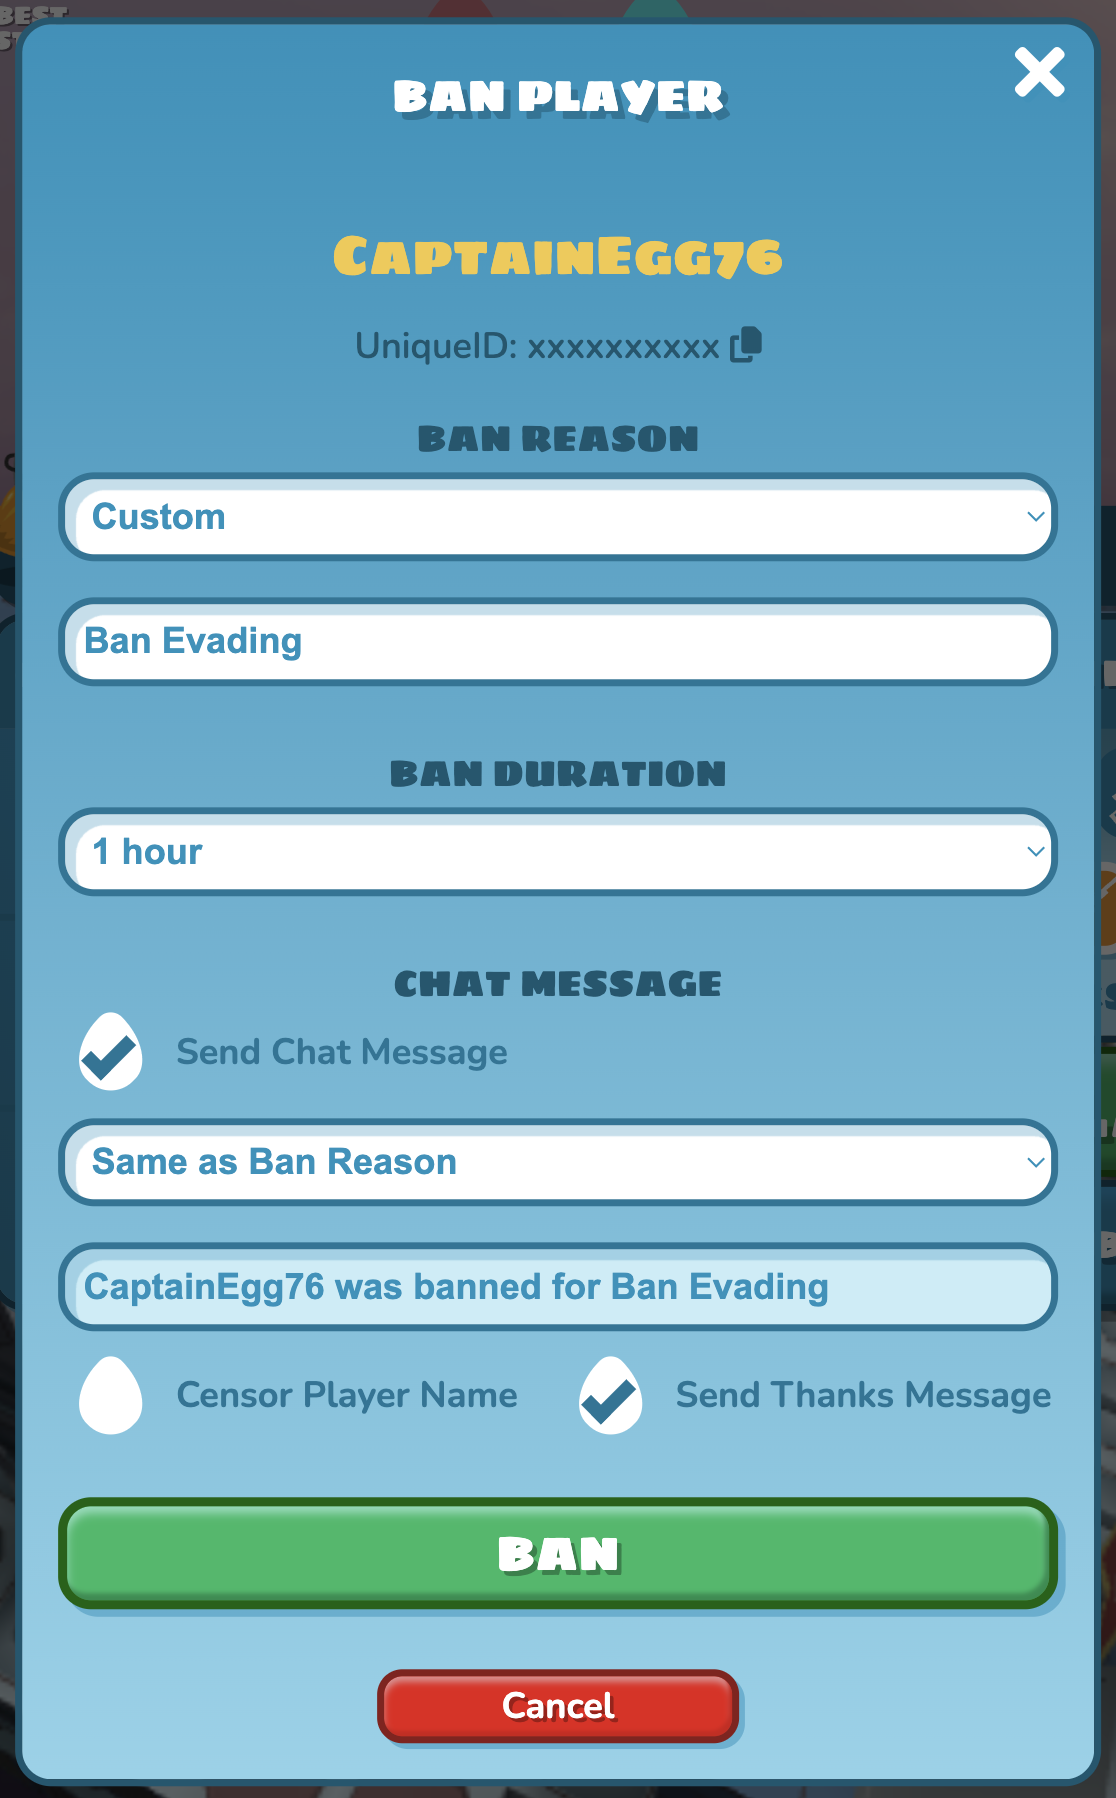 BEST
BAN PLAYER
CaptainEgg76
UniqueID: xxxxxxxxxx
BAN REASON
Custom
Ban Evading
BAN DURATION
1 hour
CHAT MESSAGE
Send Chat Message
Same as Ban Reason
CaptainEgg76 was banned for Ban Evading
Censor Player Name
Send Thanks Message
BAN
Cancel